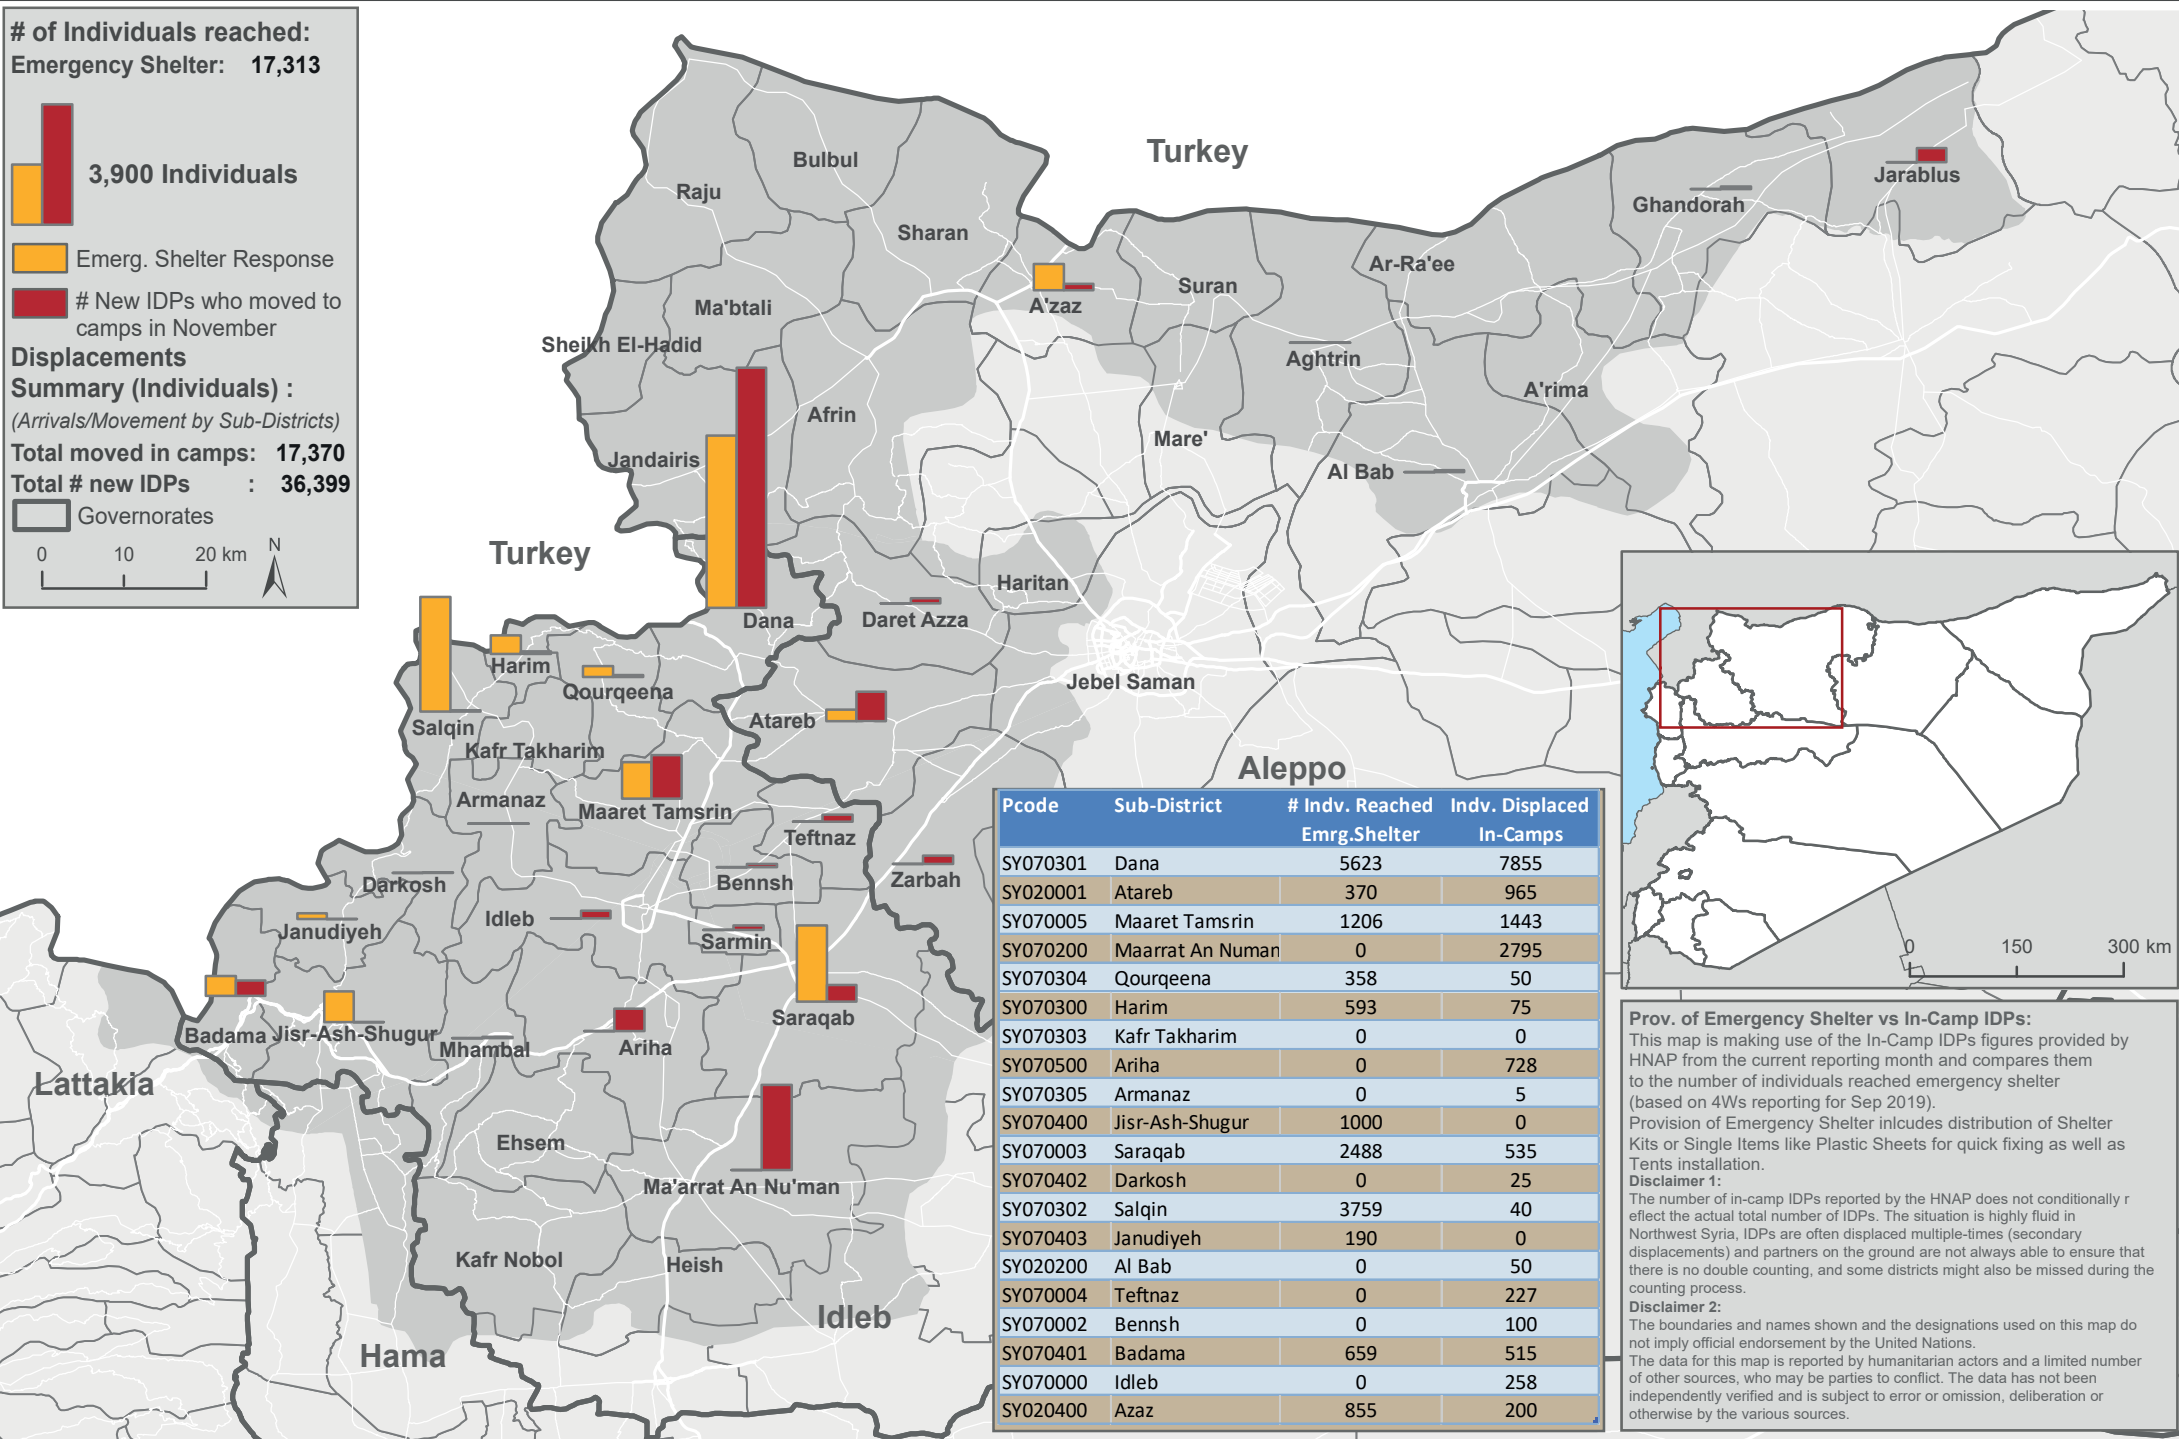 # of Individuals reached:
Emergency Shelter: 17,313
3,900 Individuals
Emerg. Shelter Response
# New IDPs who moved to
camps in November
Displacements
Summary (Individuals) :
(Arrivals/Movement by Sub-Districts)
Total moved in camps: 17,370
Total # new IDPs : 36,399
Governorates
0 10 20 km
N
Turkey
Bulbul
Raju
Sharan
Ghandorah
Jarablus
Ar-Ra'ee
Suran
A'zaz
Ma'btali
Sheikh El-Hadid
Aghtrin
A'rima
Afrin
Mare'
Jandairis
Al Bab
Turkey
Haritan
Dana
Daret Azza
Harim
Qourqeena
Jebel Saman
Salqin
Atareb
Kafr Takharim
Aleppo
Armanaz
Maaret Tamsrin
Teftnaz
Darkosh
Bennsh
Zarbah
Janudiyeh
Idleb
Sarmin
Saraqab
Badama
Jisr-Ash-Shugur
Mhambal
Ariha
Lattakia
Ehsem
Ma'arrat An Nu'man
Kafr Nobol
Heish
Idleb
Hama
Pcode Sub-District # Indv. Reached Indv. Displaced
Emrg.Shelter In-Camps
SY070301 Dana 5623 7855
SY020001 Atareb 370 965
SY070005 Maaret Tamsrin 1206 1443
SY070200 Maarrat An Numan 0 2795
SY070304 Qourqeena 358 50
SY070300 Harim 593 75
SY070303 Kafr Takharim 0 0
SY070500 Ariha 0 728
SY070305 Armanaz 0 5
SY070400 Jisr-Ash-Shugur 1000 0
SY070003 Saraqab 2488 535
SY070402 Darkosh 0 25
SY070302 Salqin 3759 40
SY070403 Janudiyeh 190 0
SY020200 Al Bab 0 50
SY070004 Teftnaz 0 227
SY070002 Bennsh 0 100
SY070401 Badama 659 515
SY070000 Idleb 0 258
SY020400 Azaz 855 200
0 150 300 km
Prov. of Emergency Shelter vs In-Camp IDPs:
This map is making use of the In-Camp IDPs figures provided by
HNAP from the current reporting month and compares them
to the number of individuals reached emergency shelter
(based on 4Ws reporting for Sep 2019).
Provision of Emergency Shelter inlcudes distribution of Shelter
Kits or Single Items like Plastic Sheets for quick fixing as well as
Tents installation.
Disclaimer 1:
The number of in-camp IDPs reported by the HNAP does not conditionally r
eflect the actual total number of IDPs. The situation is highly fluid in
Northwest Syria, IDPs are often displaced multiple-times (secondary
displacements) and partners on the ground are not always able to ensure that
there is no double counting, and some districts might also be missed during the
counting process.
Disclaimer 2:
The boundaries and names shown and the designations used on this map do
not imply official endorsement by the United Nations.
The data for this map is reported by humanitarian actors and a limited number
of other sources, who may be parties to conflict. The data has not been
independently verified and is subject to error or omission, deliberation or
otherwise by the various sources.